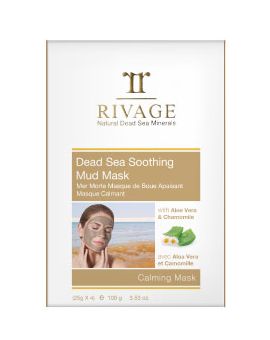 RIVAGE
Natural Dead Sea Minerals
Dead Sea Soothing
Mud Mask
Mer Morte Masque de Boue Apaisant
Masque Calmant
with Aloe Vera
& Chamomile
avec Aloa Vera
et Camomille
Calming Mask
(25g X 4) ℮ 100 g 3.53 oz.